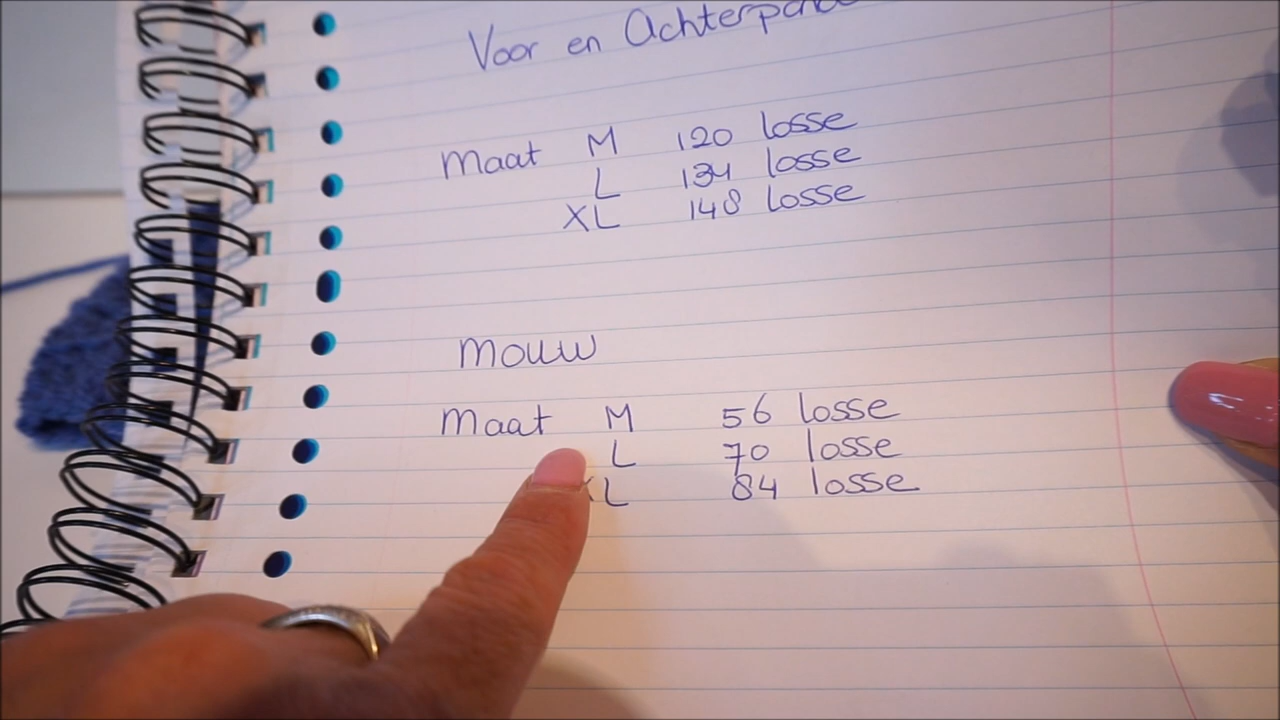 Voor en
Maat M 120 losse
L 134 losse
XL 148 losse
Mouw
Maat M 56 losse
L 70 losse
XL 84 losse